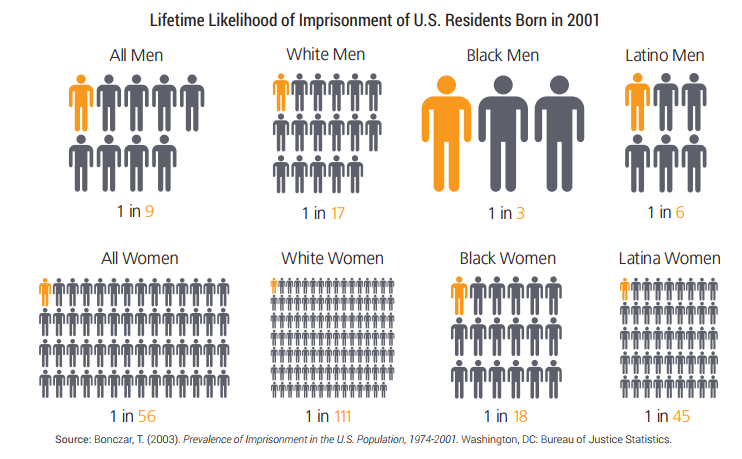 Lifetime Likelihood of Imprisonment of U.S. Residents Born in 2001
All Men
White Men
Black Men
Latino Men
1 in 9
1 in 17
1 in 3
1 in 6
All Women
White Women
Black Women
Latina Women
1 in 56
1 in 111
1 in 18
1 in 45
Source: Bonczar, T. (2003). Prevalence of Imprisonment in the U.S. Population, 1974-2001. Washington, DC: Bureau of Justice Statistics.